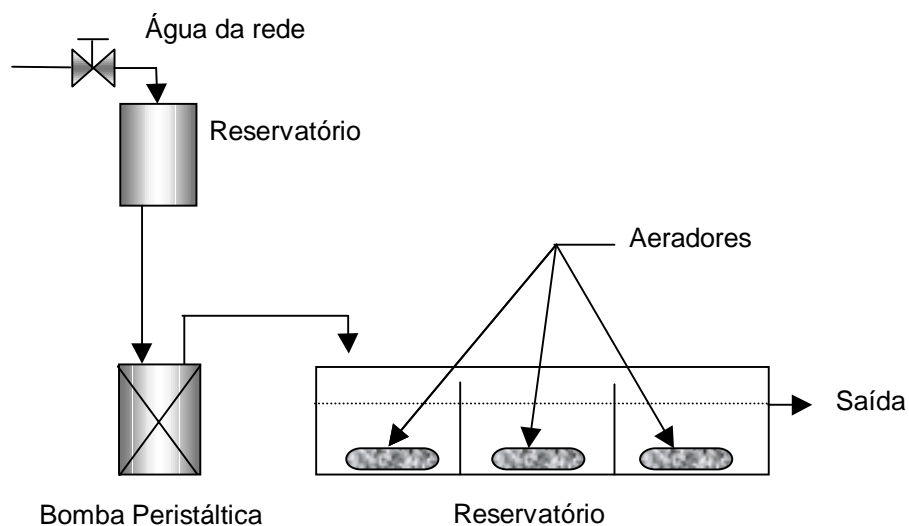 Água da rede
Reservatório
Aeradores
Saída
Bomba Peristáltica
Reservatório